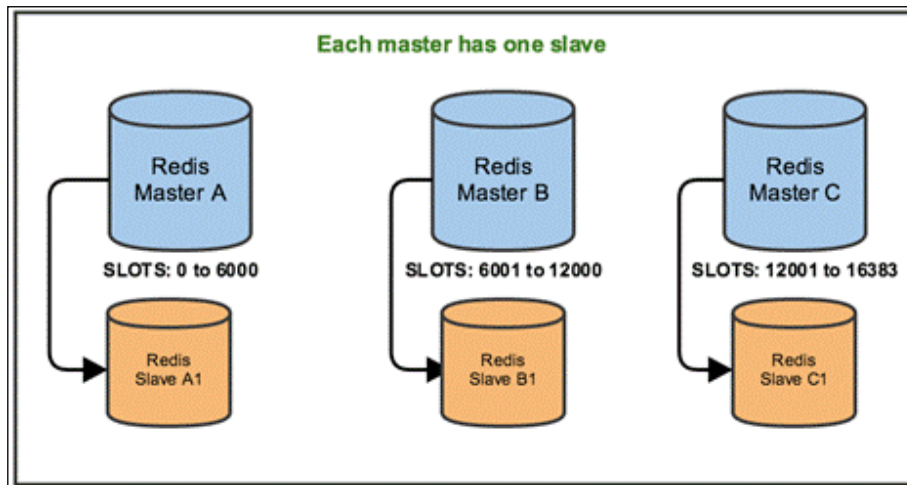 Each master has one slave
Redis
Master A
Redis
Master B
Redis
Master C
SLOTS: 0 to 6000
SLOTS: 6001 to 12000
SLOTS: 12001 to 16383
Redis
Slave A1
Redis
Slave B1
Redis
Slave C1